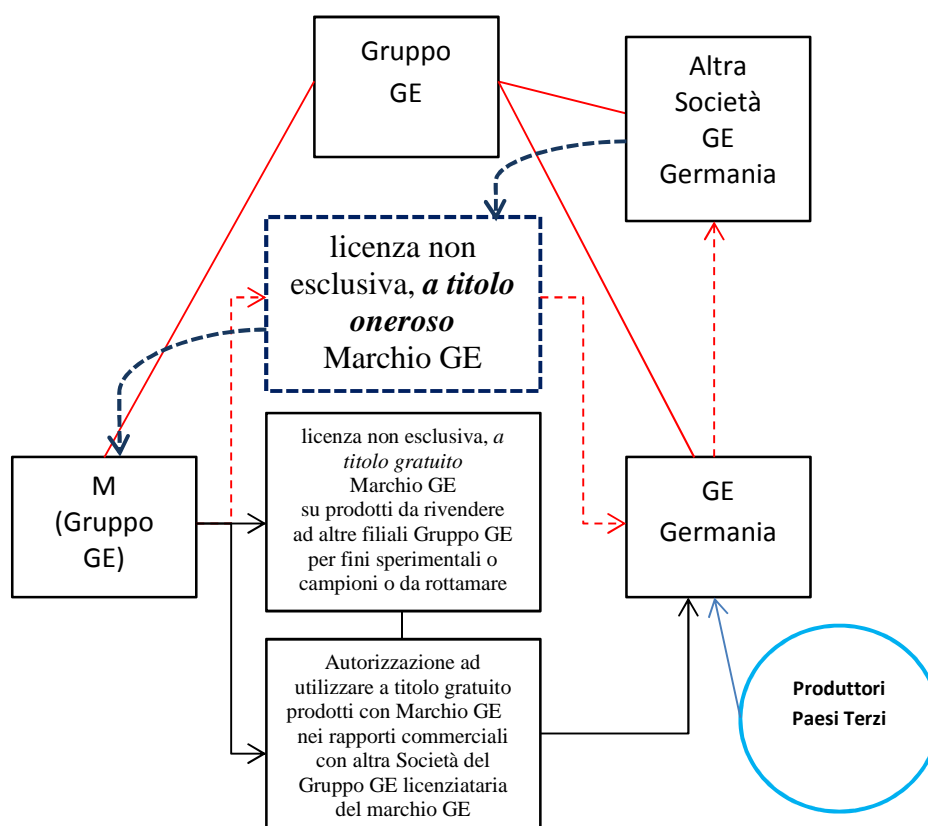 Gruppo
GE
Altra
Società
GE
Germania
licenza non
esclusiva, a titolo
oneroso
Marchio GE
M
(Gruppo
GE)
licenza non esclusiva, a
titolo gratuito
Marchio GE
su prodotti da rivendere
ad altre filiali Gruppo GE
per fini sperimentali o
campioni o da rottamare
GE
Germania
Autorizzazione ad
utilizzare a titolo gratuito
prodotti con Marchio GE
nei rapporti commerciali
con altra Società del
Gruppo GE licenziataria
del marchio GE
Produttori
Paesi Terzi